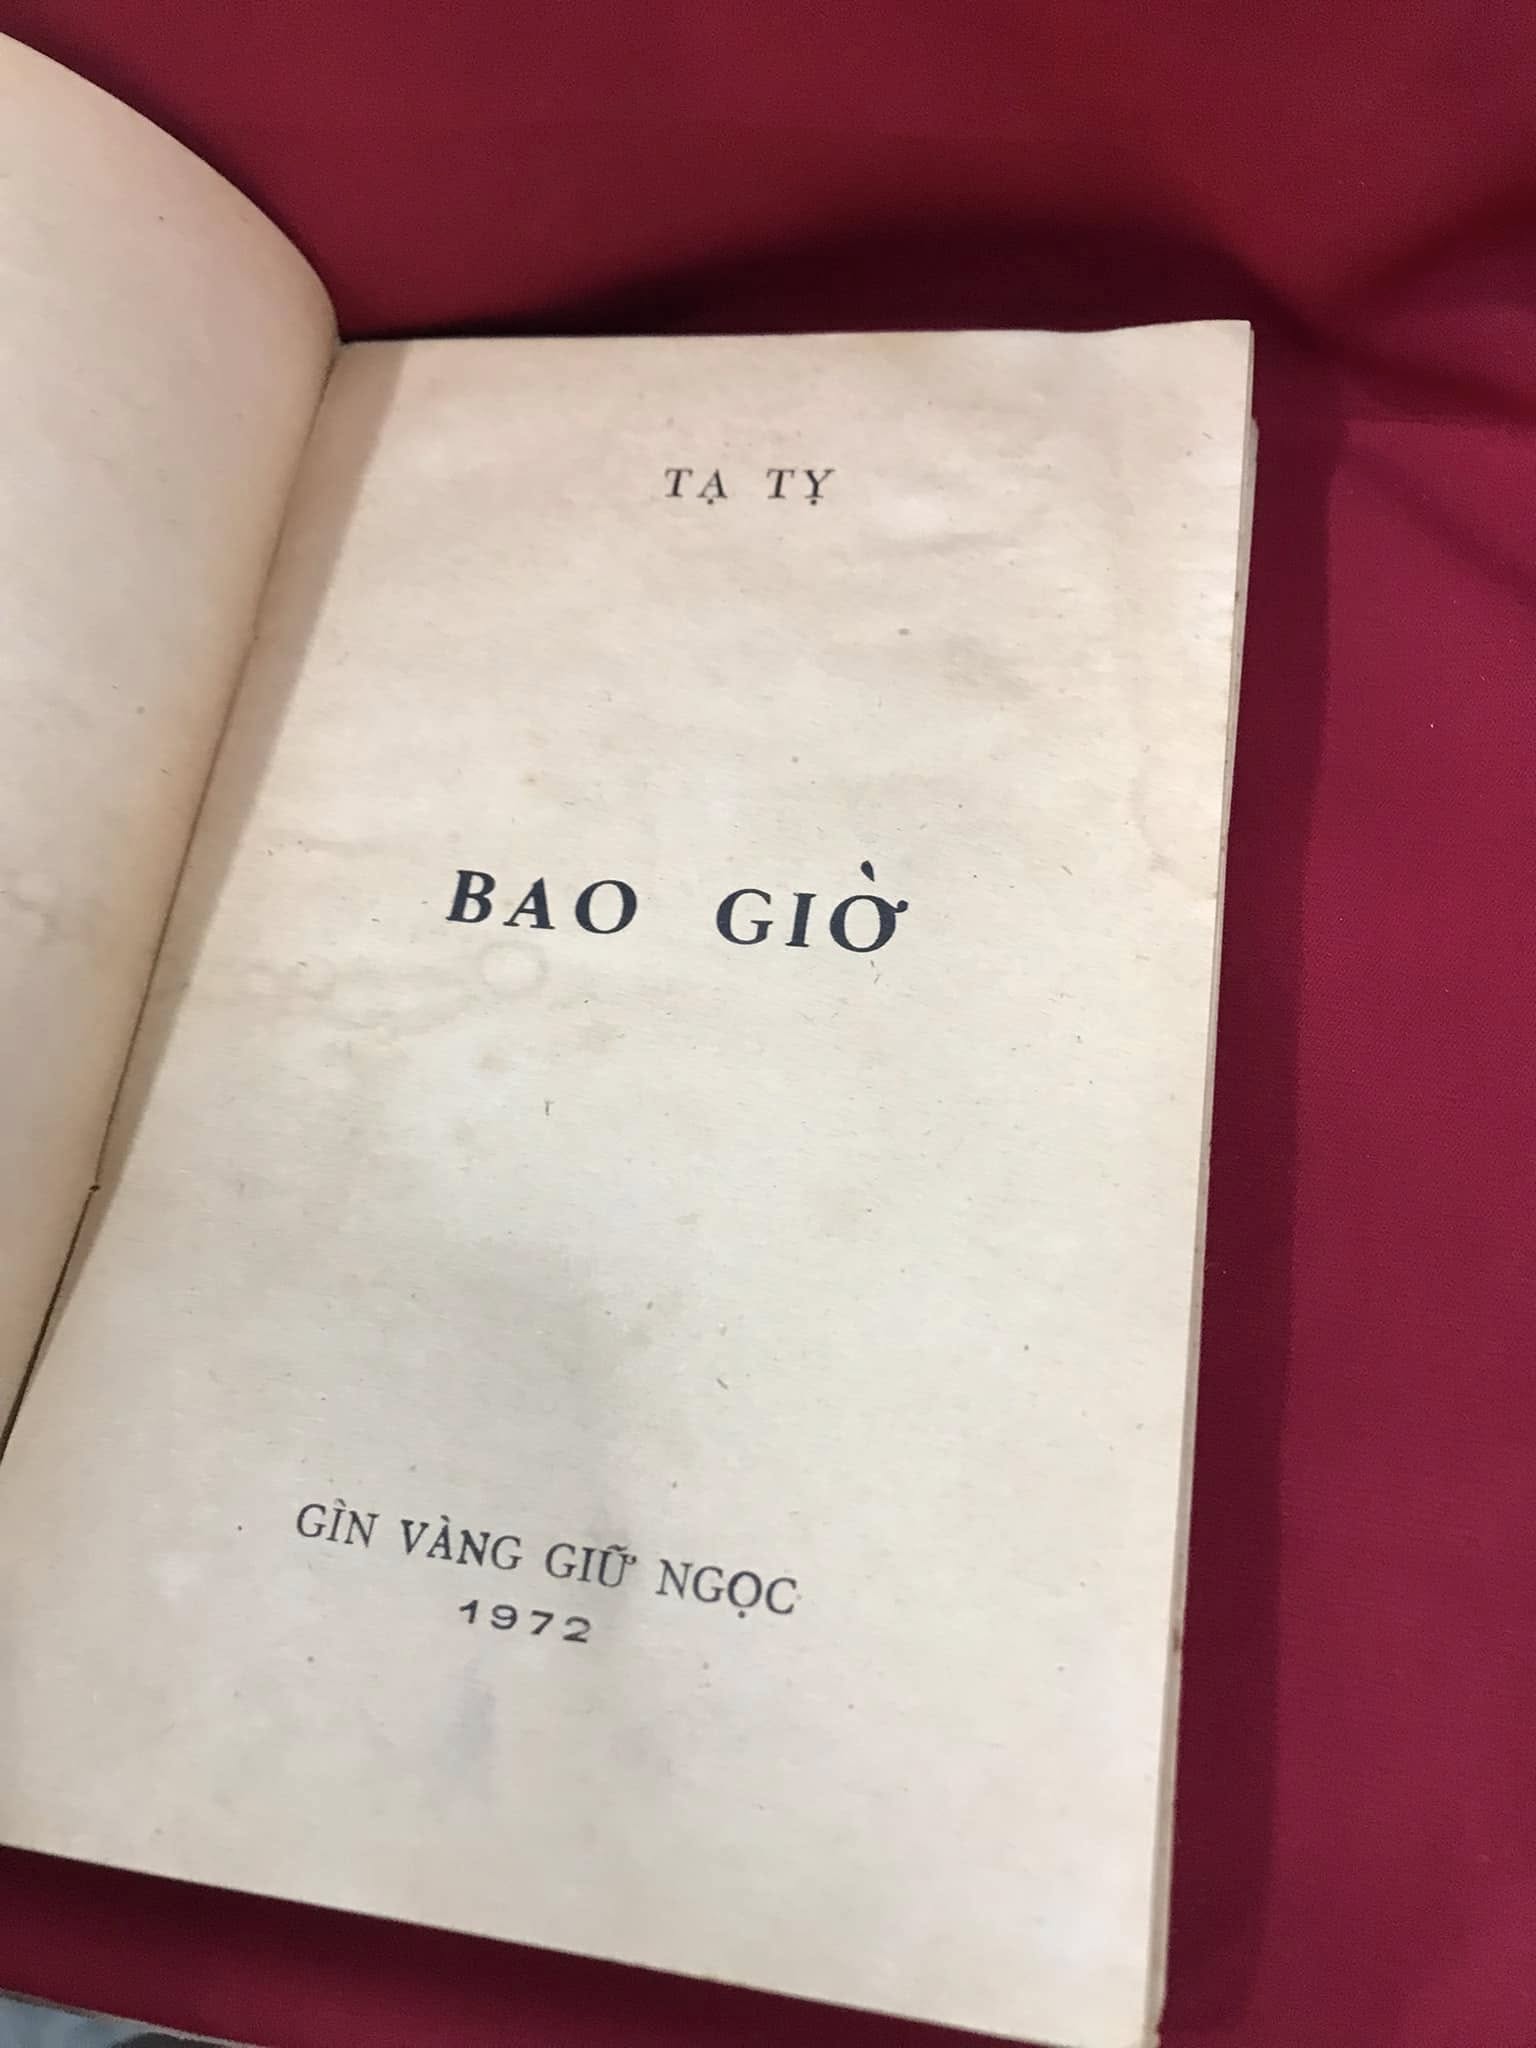 TẠ TỴ
BAO GIỜ
GÌN VÀNG GIỮ NGỌC
1972